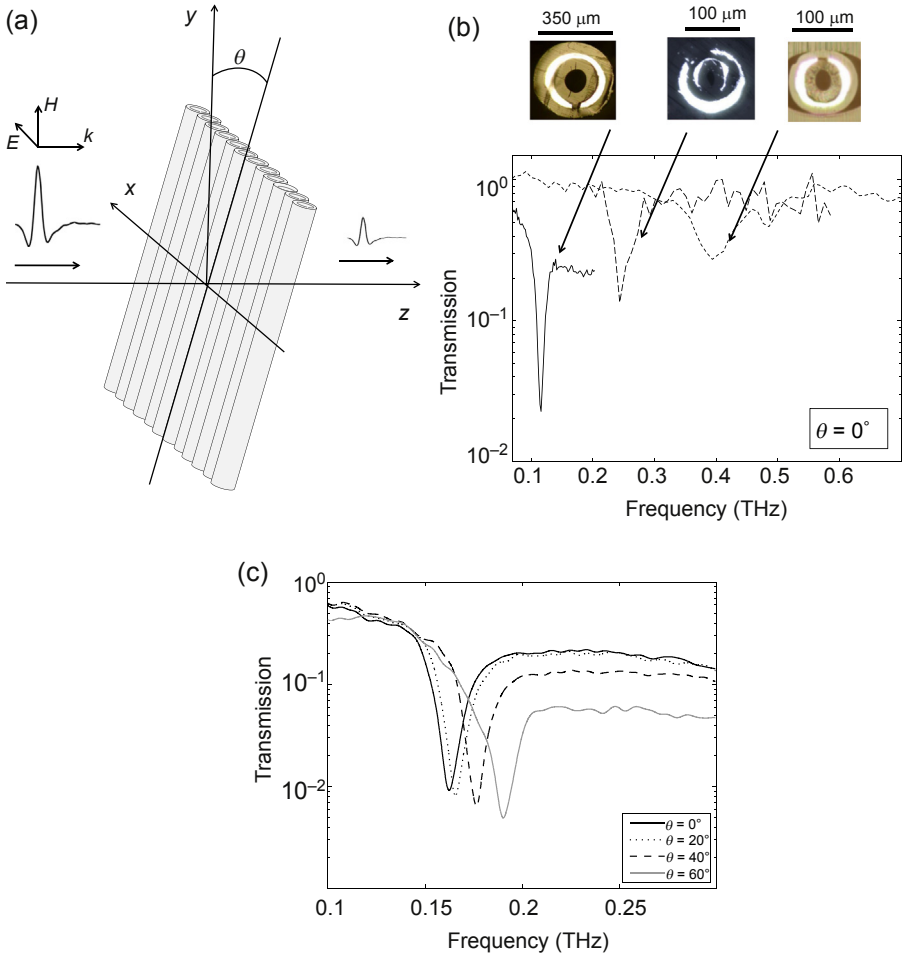 (a)
y
θ
H
E
k
x
z
(b)
350 μm
100 μm
100 μm
10⁰
10⁻¹
10⁻²
Transmission
θ = 0°
0.1 0.2 0.3 0.4 0.5 0.6
Frequency (THz)
(c)
10⁰
10⁻¹
10⁻²
Transmission
θ = 0°
θ = 20°
θ = 40°
θ = 60°
0.1 0.15 0.2 0.25
Frequency (THz)